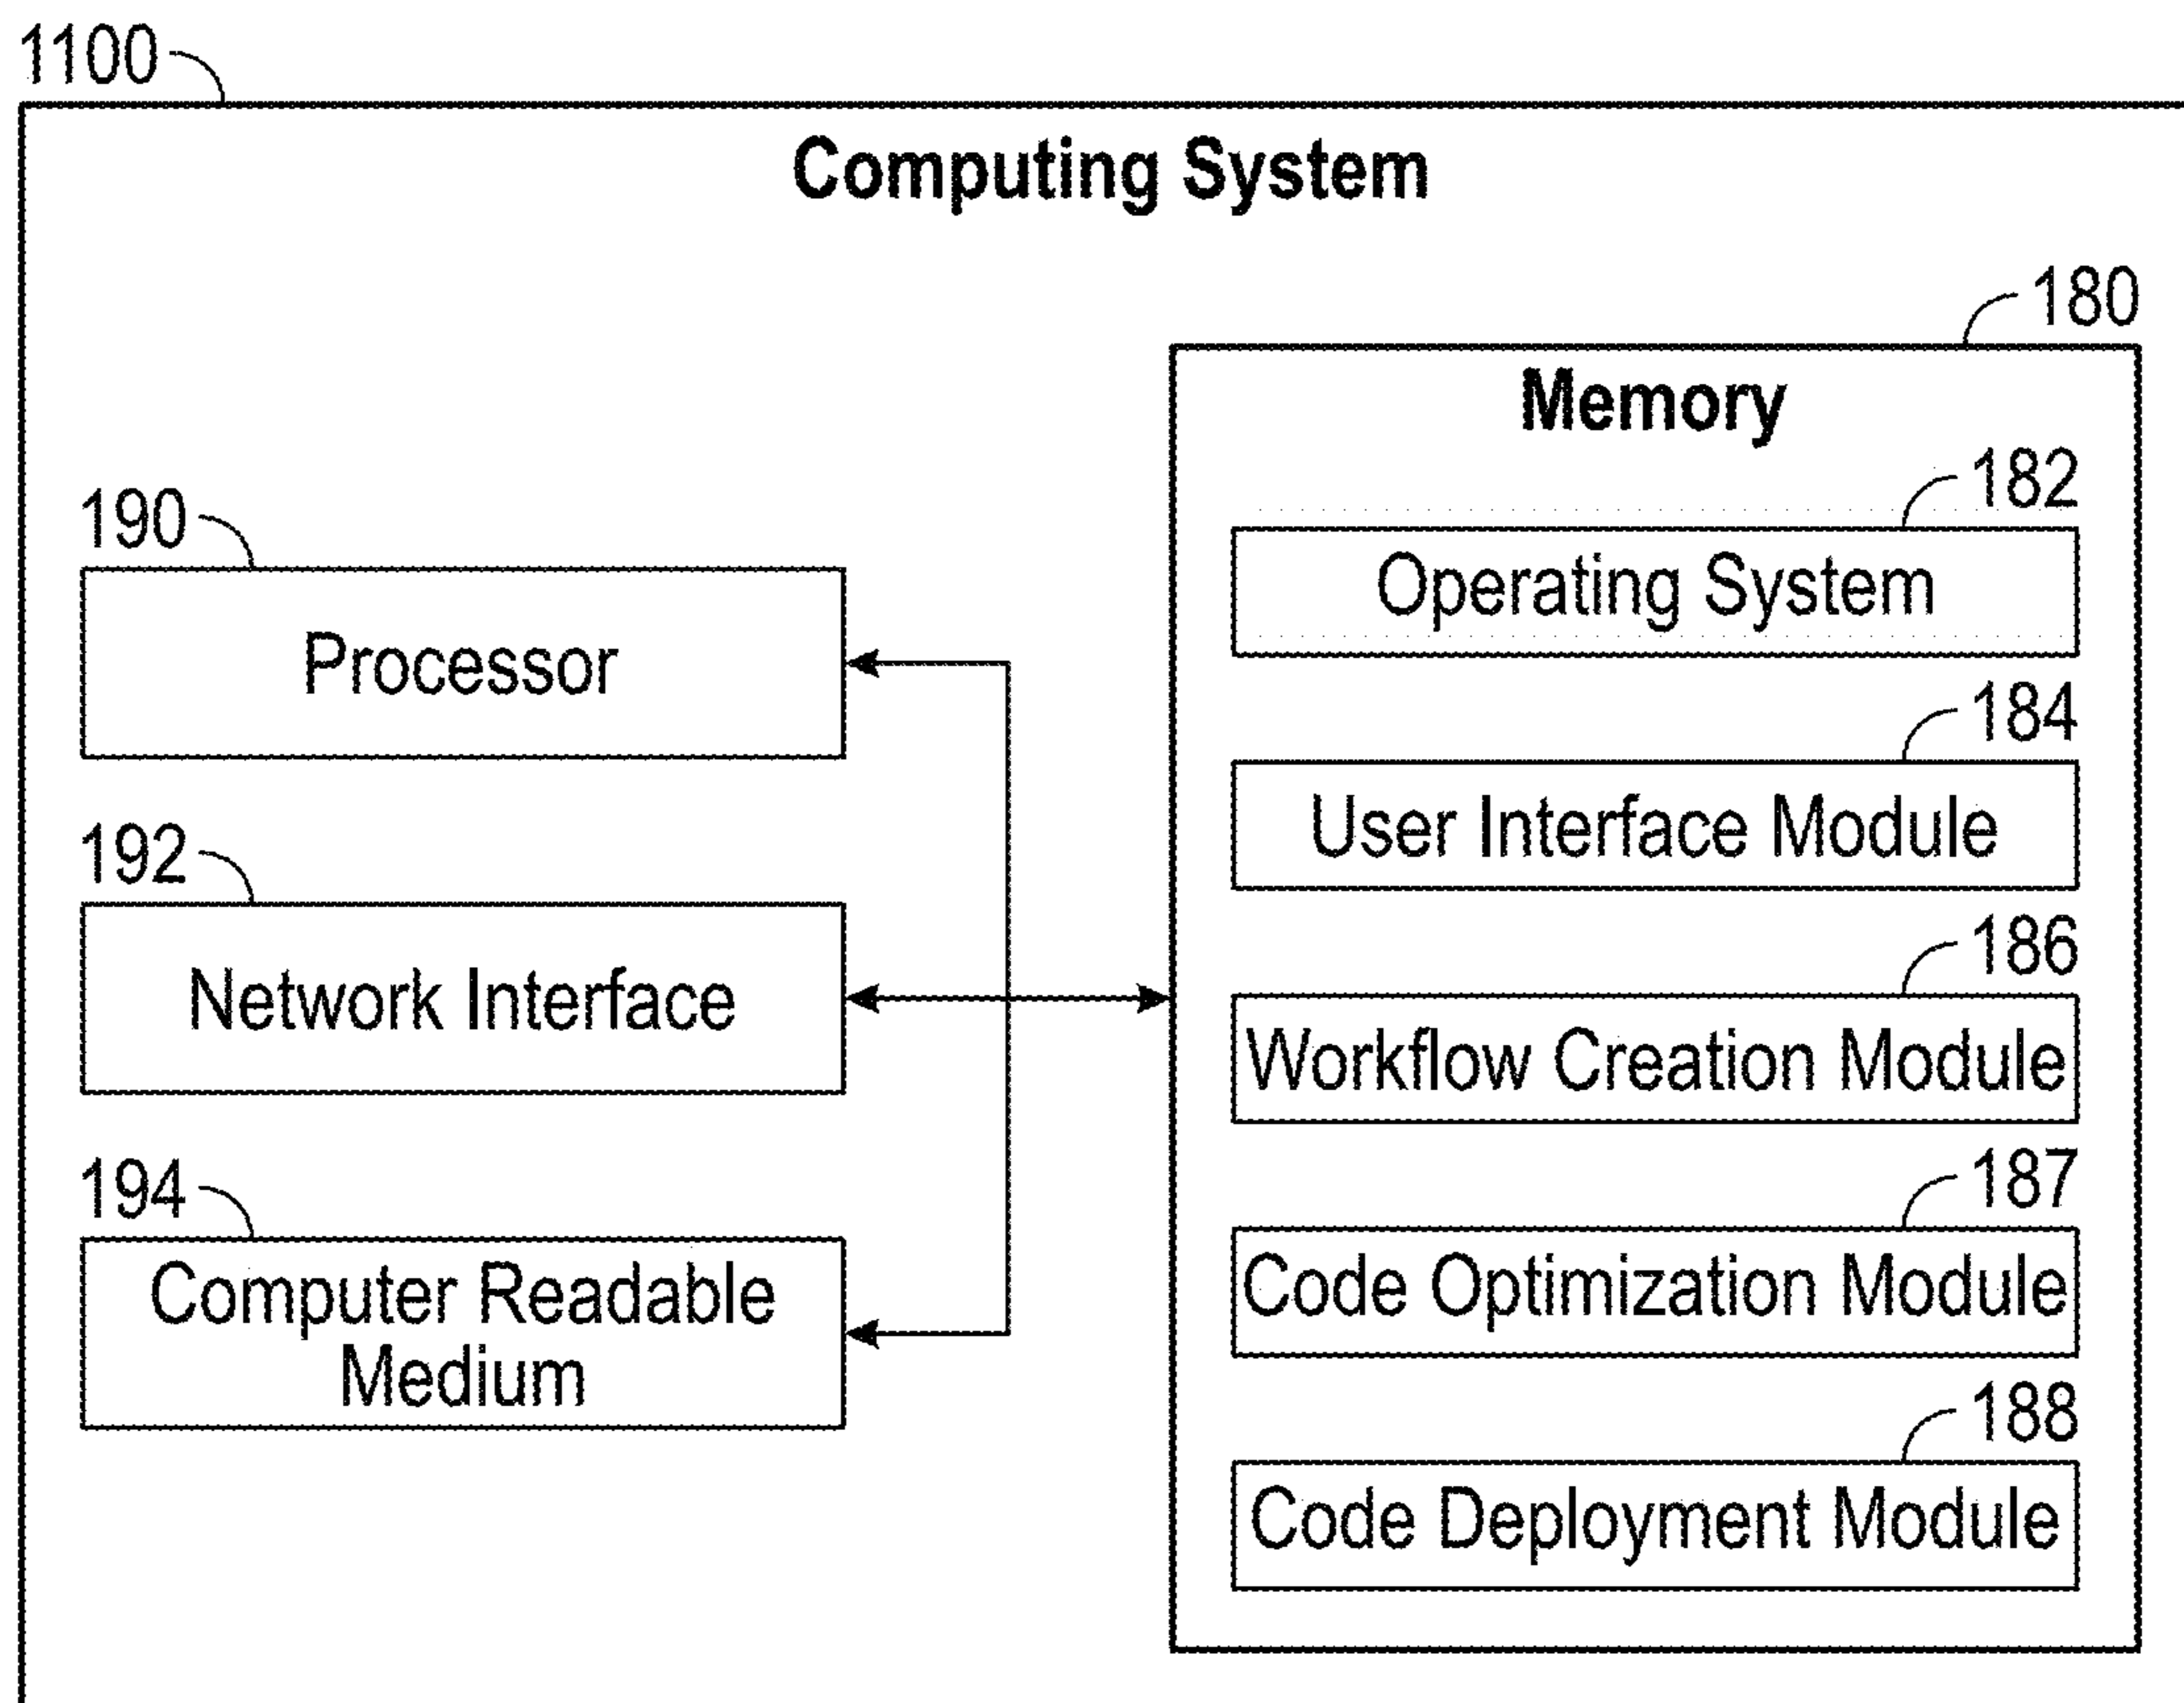 1100
Computing System
180
Memory
190
Processor
192
Network Interface
194
Computer Readable
Medium
182
Operating System
184
User Interface Module
186
Workflow Creation Module
187
Code Optimization Module
188
Code Deployment Module